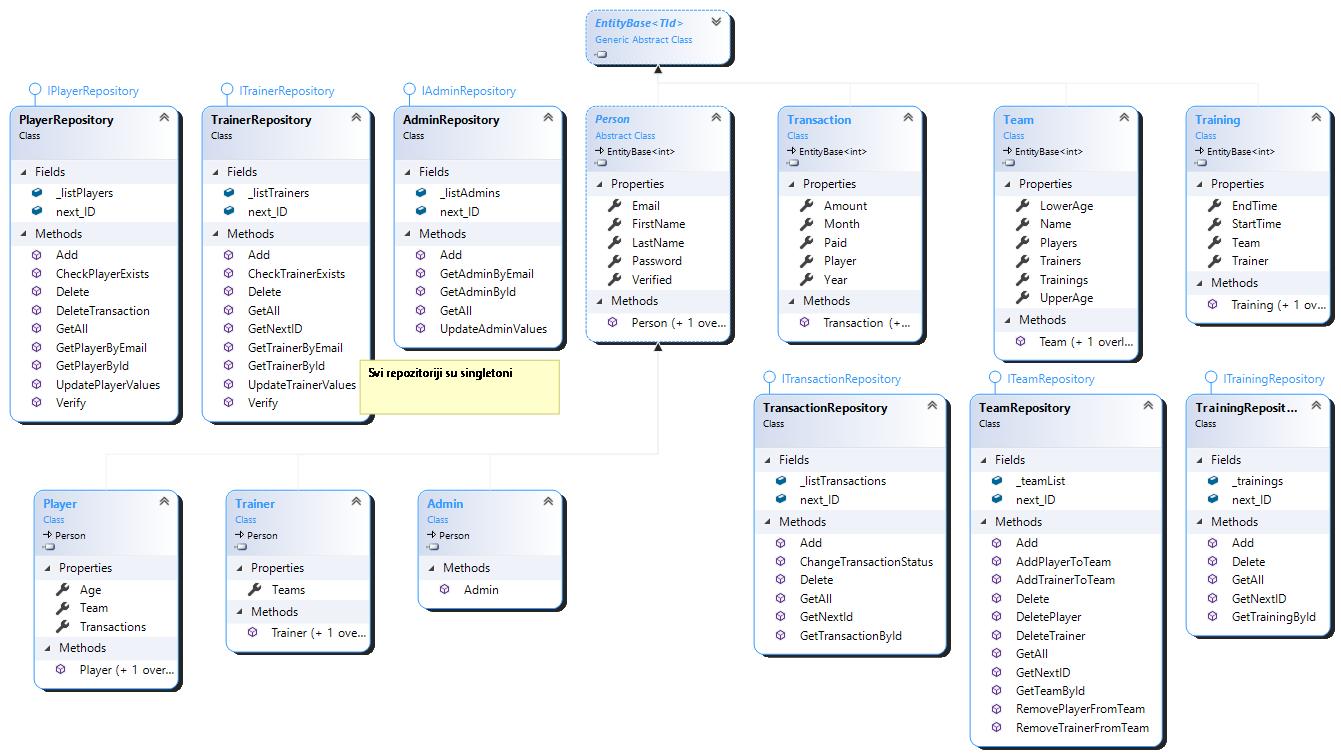 EntityBase<TId>
Generic Abstract Class
IPlayerRepository
PlayerRepository
Class
Fields
_listPlayers
next_ID
Methods
Add
CheckPlayerExists
Delete
DeleteTransaction
GetAll
GetPlayerByEmail
GetPlayerById
UpdatePlayerValues
Verify
ITrainerRepository
TrainerRepository
Class
Fields
_listTrainers
next_ID
Methods
Add
CheckTrainerExists
Delete
GetAll
GetNextID
GetTrainerByEmail
GetTrainerById
UpdateTrainerValues
Verify
IAdminRepository
AdminRepository
Class
Fields
_listAdmins
next_ID
Methods
Add
GetAdminByEmail
GetAdminById
GetAll
UpdateAdminValues
Svi repozitoriji su singletoni
Person
Abstract Class
EntityBase<int>
Properties
Email
FirstName
LastName
Password
Verified
Methods
Person (+ 1 ove...
Transaction
Class
EntityBase<int>
Properties
Amount
Month
Paid
Player
Year
Methods
Transaction (+...
Team
Class
EntityBase<int>
Properties
LowerAge
Name
Players
Trainers
Trainings
UpperAge
Methods
Team (+ 1 overl...
Training
Class
EntityBase<int>
Properties
EndTime
StartTime
Team
Trainer
Methods
Training (+ 1 o...
Player
Class
Person
Properties
Age
Team
Transactions
Methods
Player (+ 1 over...
Trainer
Class
Person
Properties
Teams
Methods
Trainer (+ 1 ove...
Admin
Class
Person
Methods
Admin
ITransactionRepository
TransactionRepository
Class
Fields
_listTransactions
next_ID
Methods
Add
ChangeTransactionStatus
Delete
GetAll
GetNextId
GetTransactionById
ITeamRepository
TeamRepository
Class
Fields
_teamList
next_ID
Methods
Add
AddPlayerToTeam
AddTrainerToTeam
Delete
DeletePlayer
DeleteTrainer
GetAll
GetNextID
GetTeamById
RemovePlayerFromTeam
RemoveTrainerFromTeam
ITrainingRepository
TrainingReposit...
Class
Fields
_trainings
next_ID
Methods
Add
Delete
GetAll
GetNextID
GetTrainingById